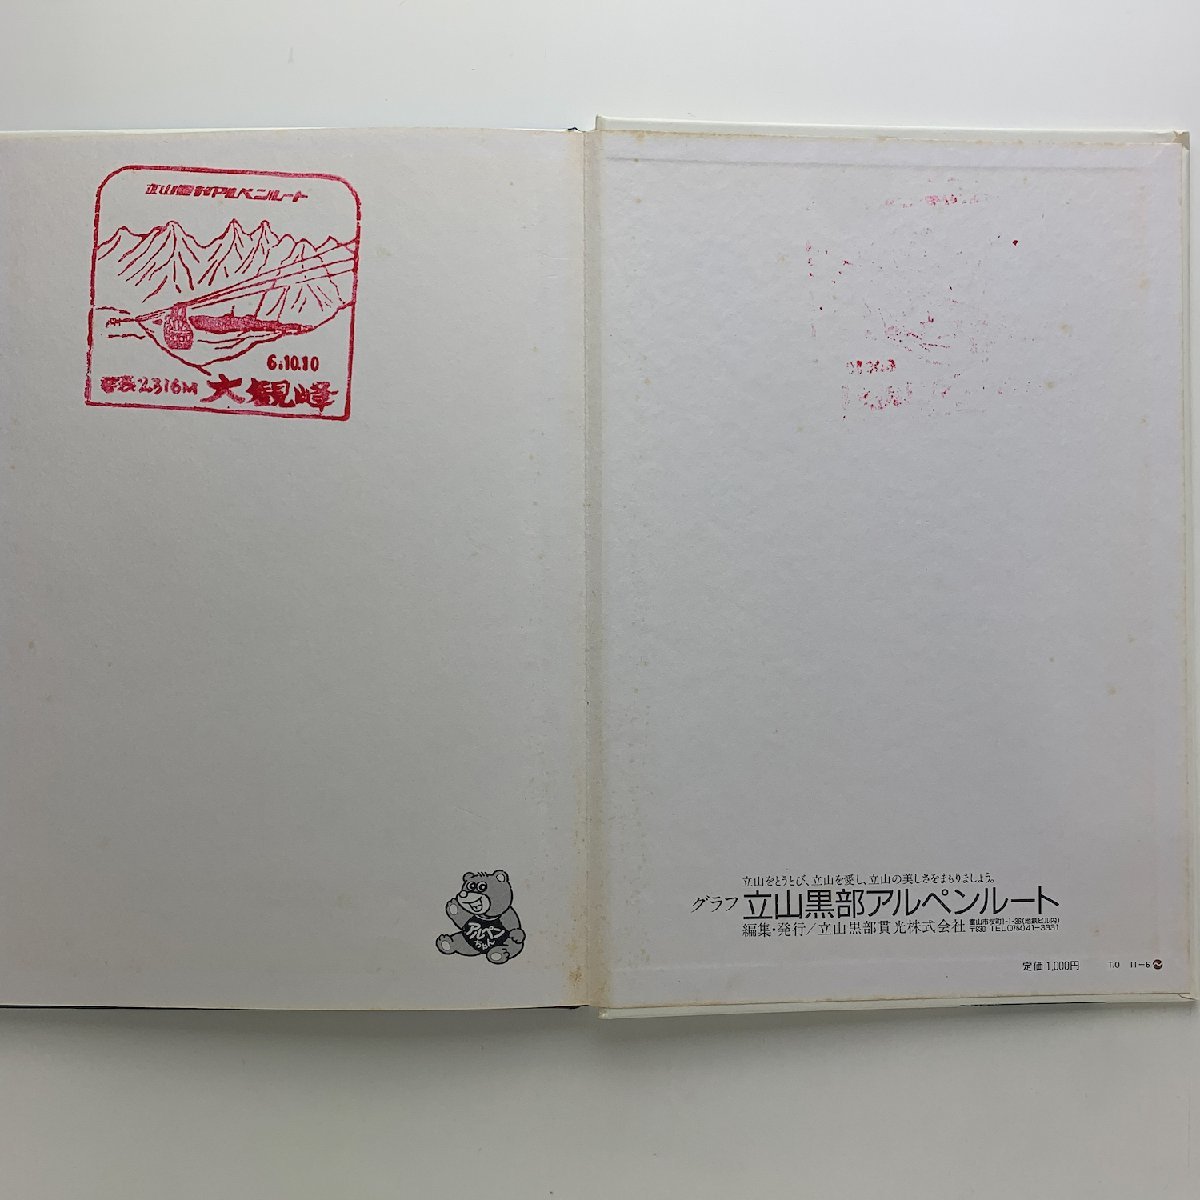 立山黒部アルペンルート
6.10.10
標高2316M 大観峰
アルペン
くん
立山をとうとび、立山を愛し、立山の美しさをまもりましょう。
グラフ 立山黒部アルペンルート
編集・発行/立山黒部貫光株式会社
定価 1,000円